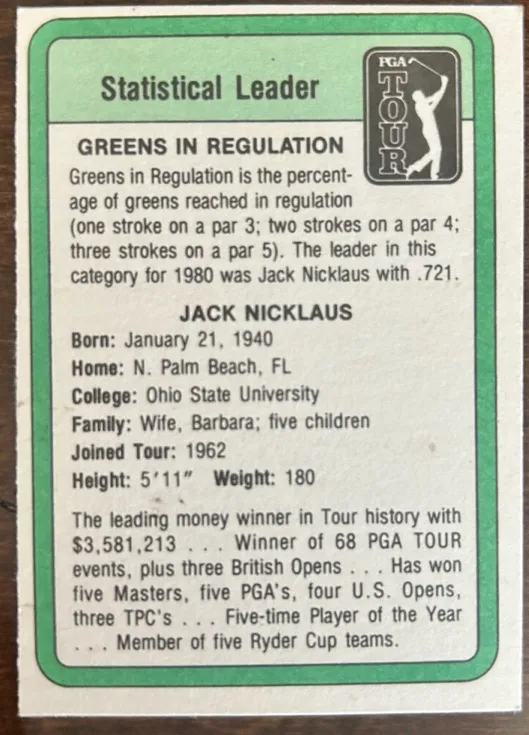 Statistical Leader
PGA
TOUR
GREENS IN REGULATION
Greens in Regulation is the percent-
age of greens reached in regulation
(one stroke on a par 3; two strokes on a par 4;
three strokes on a par 5). The leader in this
category for 1980 was Jack Nicklaus with .721.
JACK NICKLAUS
Born: January 21, 1940
Home: N. Palm Beach, FL
College: Ohio State University
Family: Wife, Barbara; five children
Joined Tour: 1962
Height: 5'11" Weight: 180
The leading money winner in Tour history with
$3,581,213 . . . Winner of 68 PGA TOUR
events, plus three British Opens . . . Has won
five Masters, five PGA's, four U.S. Opens,
three TPC's . . . Five-time Player of the Year
. . . Member of five Ryder Cup teams.